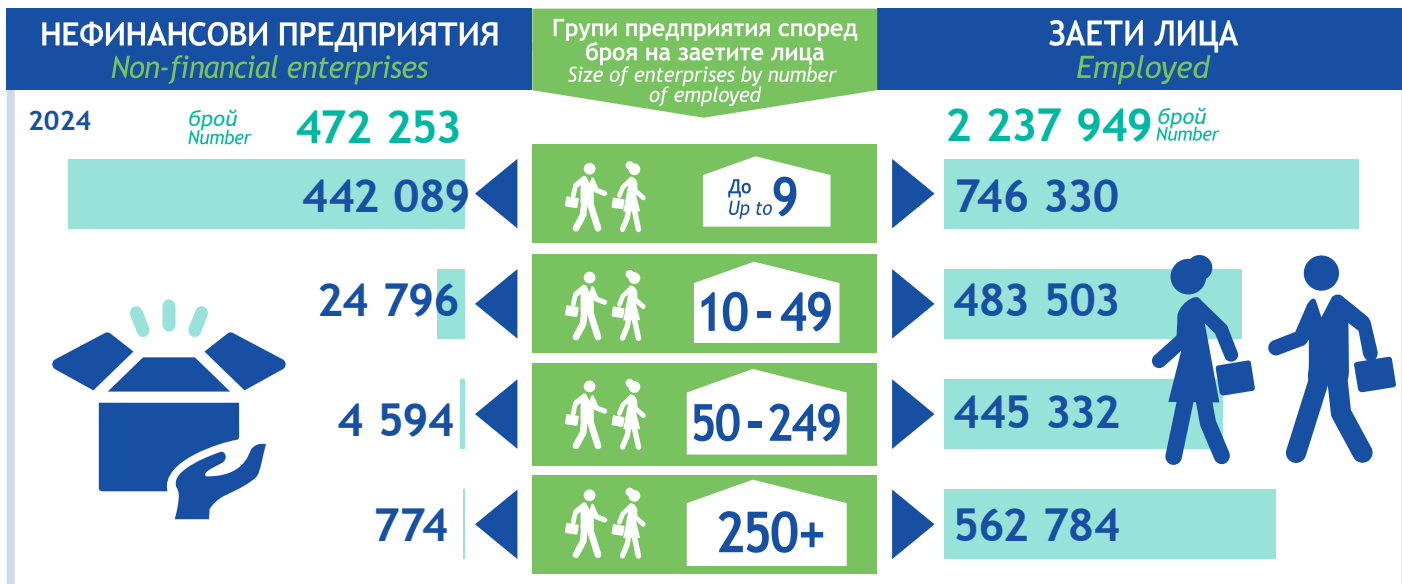 НЕФИНАНСОВИ ПРЕДПРИЯТИЯ
Non-financial enterprises
Групи предприятия според
броя на заетите лица
Size of enterprises by number
of employed
ЗАЕТИ ЛИЦА
Employed
2024
брой
Number
472 253
2 237 949
брой
Number
442 089
До
Up to 9
746 330
24 796
10 - 49
483 503
4 594
50 - 249
445 332
774
250+
562 784